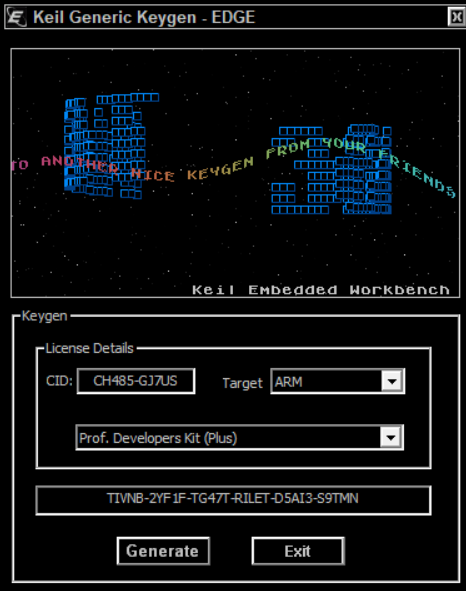 Keil Generic Keygen - EDGE
TO ANOTHER NICE KEYGEN FROM YOUR FRIENDS
Keil Embedded Workbench
Keygen
License Details
CID: CH485-GJ7US Target ARM
Prof. Developers Kit (Plus)
TIVNB-2YF1F-TG47T-RILET-D5AI3-S9TMN
Generate Exit